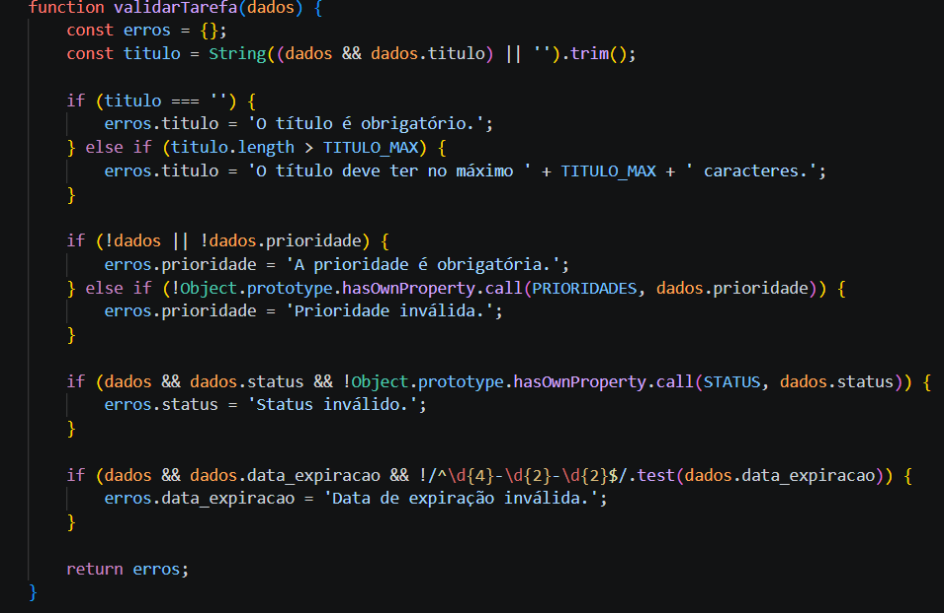 function validarTarefa(dados) {
const erros = {};
const titulo = String((dados && dados.titulo) || '').trim();
if (titulo === '') {
erros.titulo = 'O título é obrigatório.';
} else if (titulo.length > TITULO_MAX) {
erros.titulo = 'O título deve ter no máximo ' + TITULO_MAX + ' caracteres.';
}
if (!dados || !dados.prioridade) {
erros.prioridade = 'A prioridade é obrigatória.';
} else if (!Object.prototype.hasOwnProperty.call(PRIORIDADES, dados.prioridade)) {
erros.prioridade = 'Prioridade inválida.';
}
if (dados && dados.status && !Object.prototype.hasOwnProperty.call(STATUS, dados.status)) {
erros.status = 'Status inválido.';
}
if (dados && dados.data_expiracao && !/^\d{4}-\d{2}-\d{2}$/.test(dados.data_expiracao)) {
erros.data_expiracao = 'Data de expiração inválida.';
}
return erros;
}